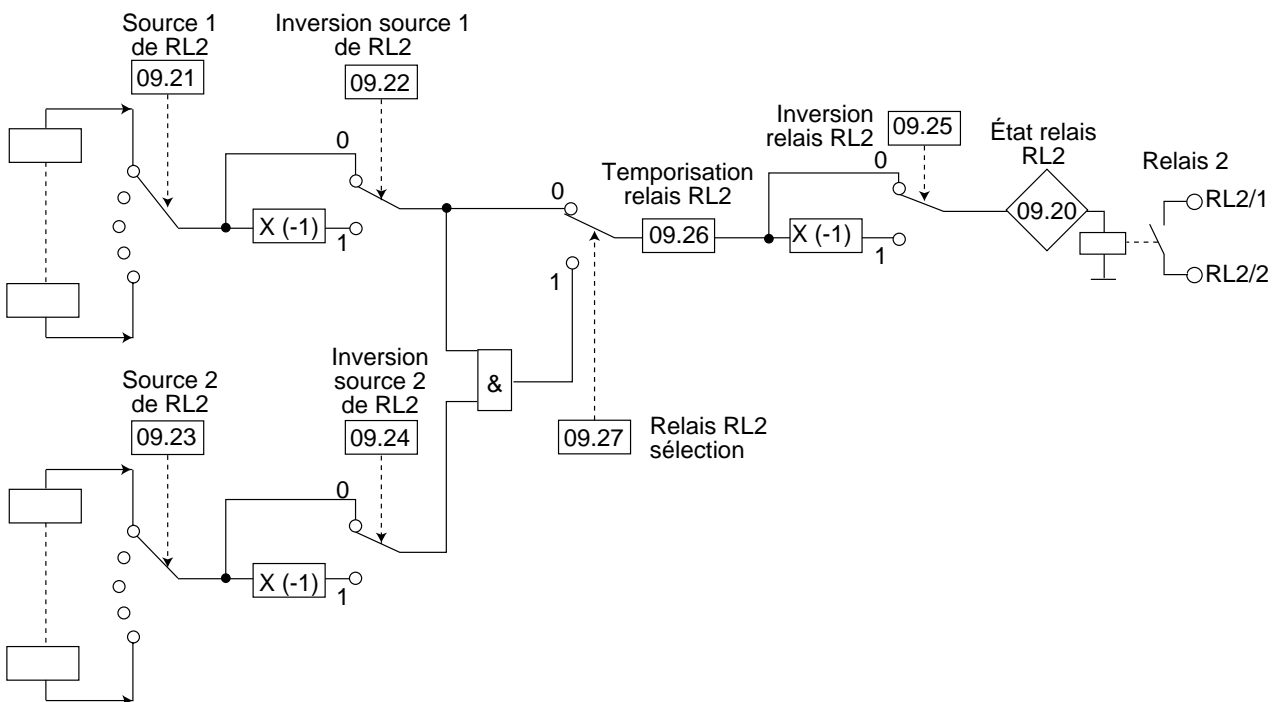 Source 1
de RL2
09.21
Inversion source 1
de RL2
09.22
0
X (-1)
1
0
1
Temporisation
relais RL2
09.26
Inversion
relais RL2
09.25
0
X (-1)
1
État relais
RL2
09.20
Relais 2
RL2/1
RL2/2
Source 2
de RL2
09.23
Inversion
source 2
de RL2
09.24
0
X (-1)
1
&
09.27
Relais RL2
sélection